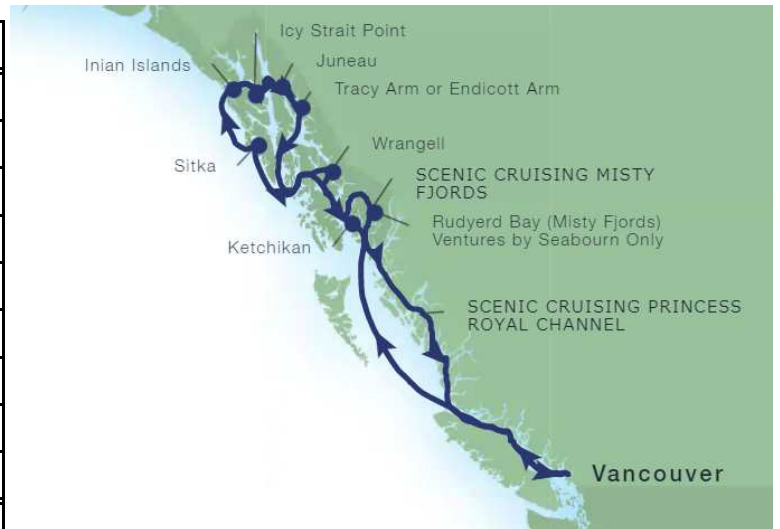 Icy Strait Point
Inian Islands
Juneau
Tracy Arm or Endicott Arm
Wrangell
Sitka
SCENIC CRUISING MISTY
FJORDS
Rudyerd Bay (Misty Fjords)
Ventures by Seabourn Only
Ketchikan
SCENIC CRUISING PRINCESS
ROYAL CHANNEL
Vancouver